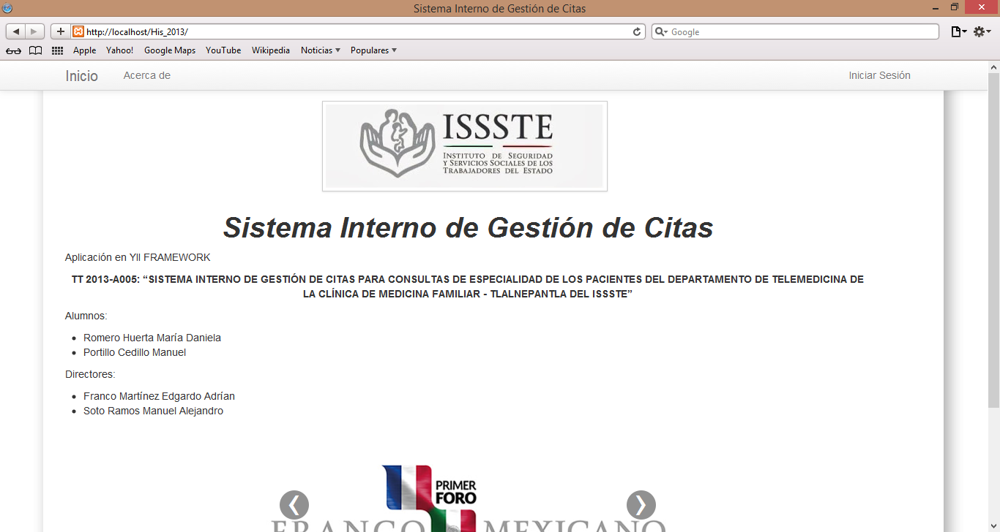 Sistema Interno de Gestión de Citas
http://localhost/His_2013/
Google
Apple Yahoo! Google Maps YouTube Wikipedia Noticias Populares
Inicio Acerca de Iniciar Sesión
ISSSTE
INSTITUTO DE SEGURIDAD
Y SERVICIOS SOCIALES DE LOS
TRABAJADORES DEL ESTADO
Sistema Interno de Gestión de Citas
Aplicación en YII FRAMEWORK
TT 2013-A005: “SISTEMA INTERNO DE GESTIÓN DE CITAS PARA CONSULTAS DE ESPECIALIDAD DE LOS PACIENTES DEL DEPARTAMENTO DE TELEMEDICINA DE
LA CLÍNICA DE MEDICINA FAMILIAR - TLALNEPANTLA DEL ISSSTE”
Alumnos:
Romero Huerta María Daniela
Portillo Cedillo Manuel
Directores:
Franco Martínez Edgardo Adrían
Soto Ramos Manuel Alejandro
PRIMER
FORO
FRANCO MEXICANO